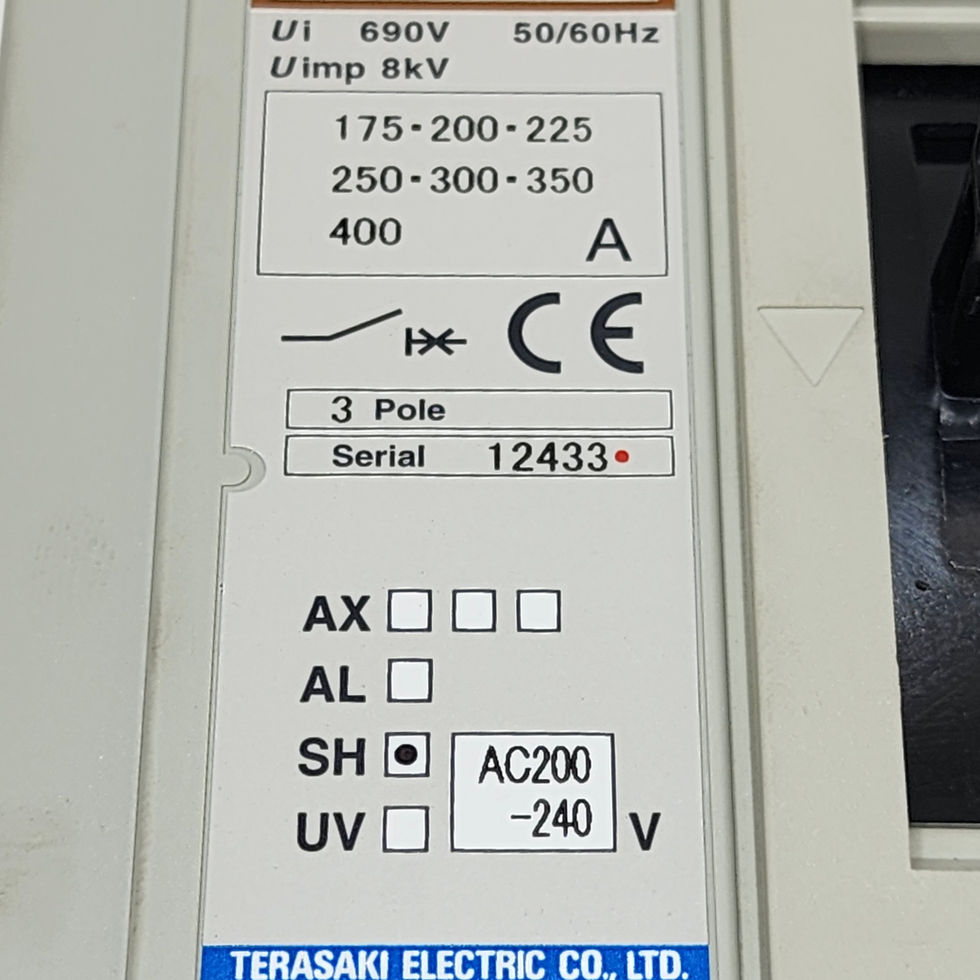 Ui 690V 50/60Hz
Uimp 8kV
175-200-225
250-300-350
400 A
CE
3 Pole
Serial 12433
AX
AL
SH AC200
-240
UV V
TERASAKI ELECTRIC CO., LTD.